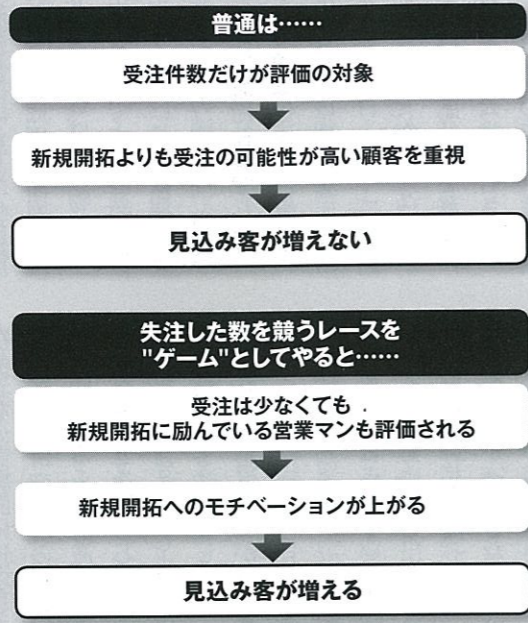 普通は……
受注件数だけが評価の対象
新規開拓よりも受注の可能性が高い顧客を重視
見込み客が増えない
失注した数を競うレースを
"ゲーム"としてやると……
受注は少なくても
新規開拓に励んでいる営業マンも評価される
新規開拓へのモチベーションが上がる
見込み客が増える